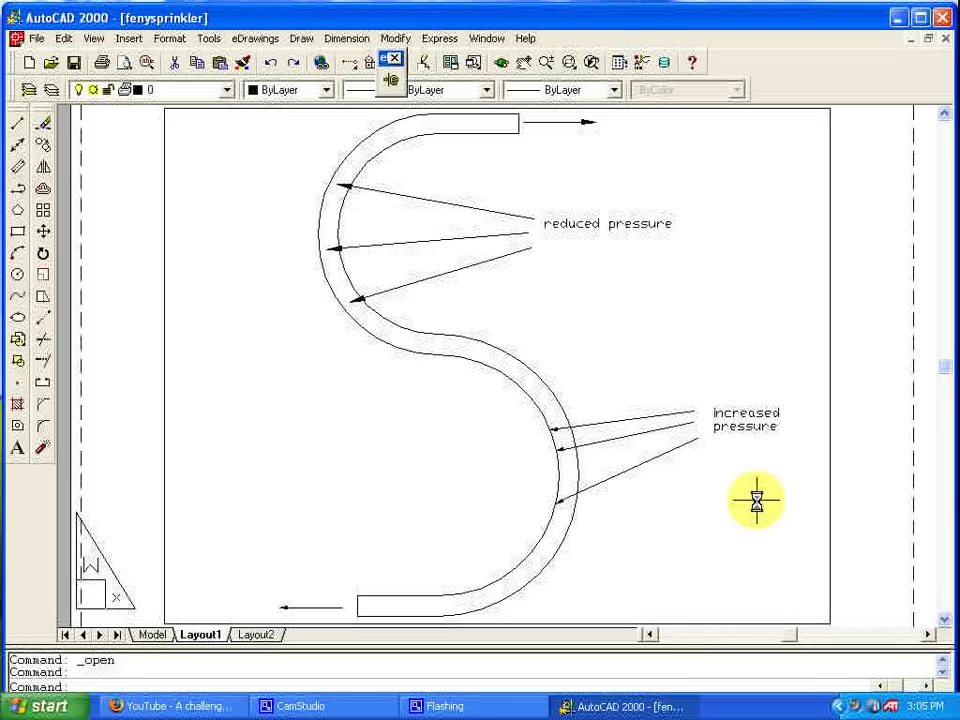 AutoCAD 2000 - [fenysprinkler]
File Edit View Insert Format Tools eDrawings Draw Dimension Modify Express Window Help
0 ByLayer ByLayer ByLayer ByColor
reduced pressure
increased
pressure
W
X
Model Layout1 Layout2
Command: _open
Command:
Command:
start YouTube - A challeng... CamStudio Flashing AutoCAD 2000 - [fen... 3:05 PM